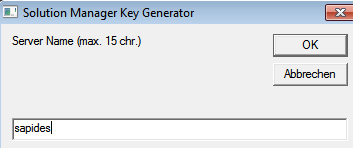 Solution Manager Key Generator
Server Name (max. 15 chr.)
OK
Abbrechen
sapides